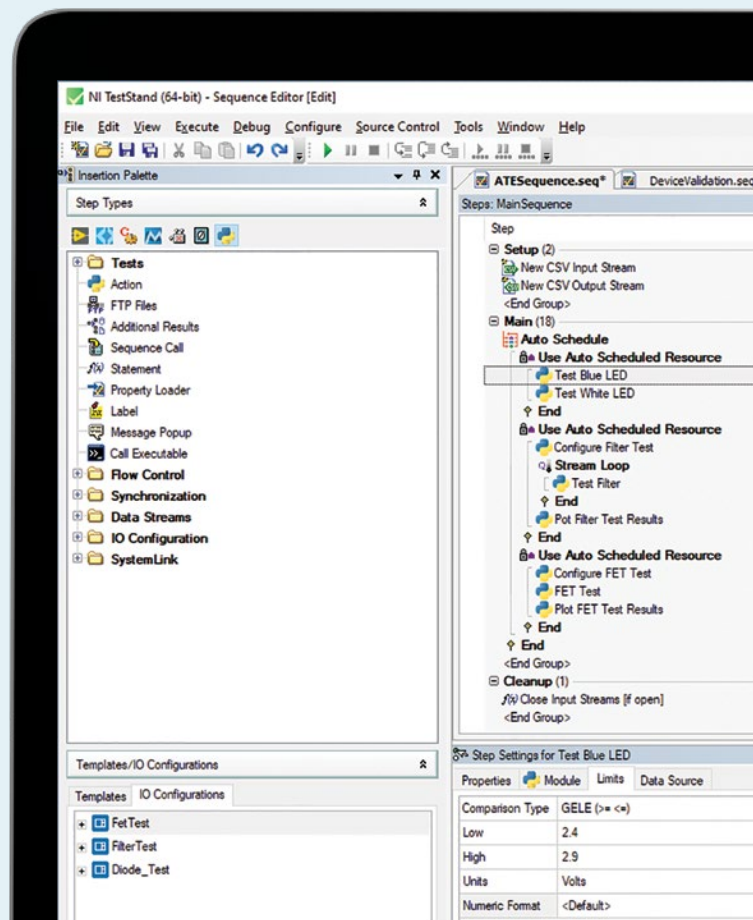 NI TestStand (64-bit) - Sequence Editor [Edit]
File Edit View Execute Debug Configure Source Control Tools Window Help
Insertion Palette
Step Types
Tests
Action
FTP Files
Additional Results
Sequence Call
Statement
Property Loader
Label
Message Popup
Call Executable
Flow Control
Synchronization
Data Streams
IO Configuration
SystemLink
Templates/IO Configurations
Templates IO Configurations
FetTest
FilterTest
Diode_Test
ATESequence.seq* DeviceValidation.seq
Steps: MainSequence
Step
Setup (2)
New CSV Input Stream
New CSV Output Stream
<End Group>
Main (18)
Auto Schedule
Use Auto Scheduled Resource
Test Blue LED
Test White LED
End
Use Auto Scheduled Resource
Configure Filter Test
Stream Loop
Test Filter
End
Pot Filter Test Results
End
Use Auto Scheduled Resource
Configure FET Test
FET Test
Plot FET Test Results
End
End
<End Group>
Cleanup (1)
f(x) Close Input Streams [if open]
<End Group>
Step Settings for Test Blue LED
Properties Module Limits Data Source
Comparison Type GELE (>= <=)
Low 2.4
High 2.9
Units Volts
Numeric Format <Default>